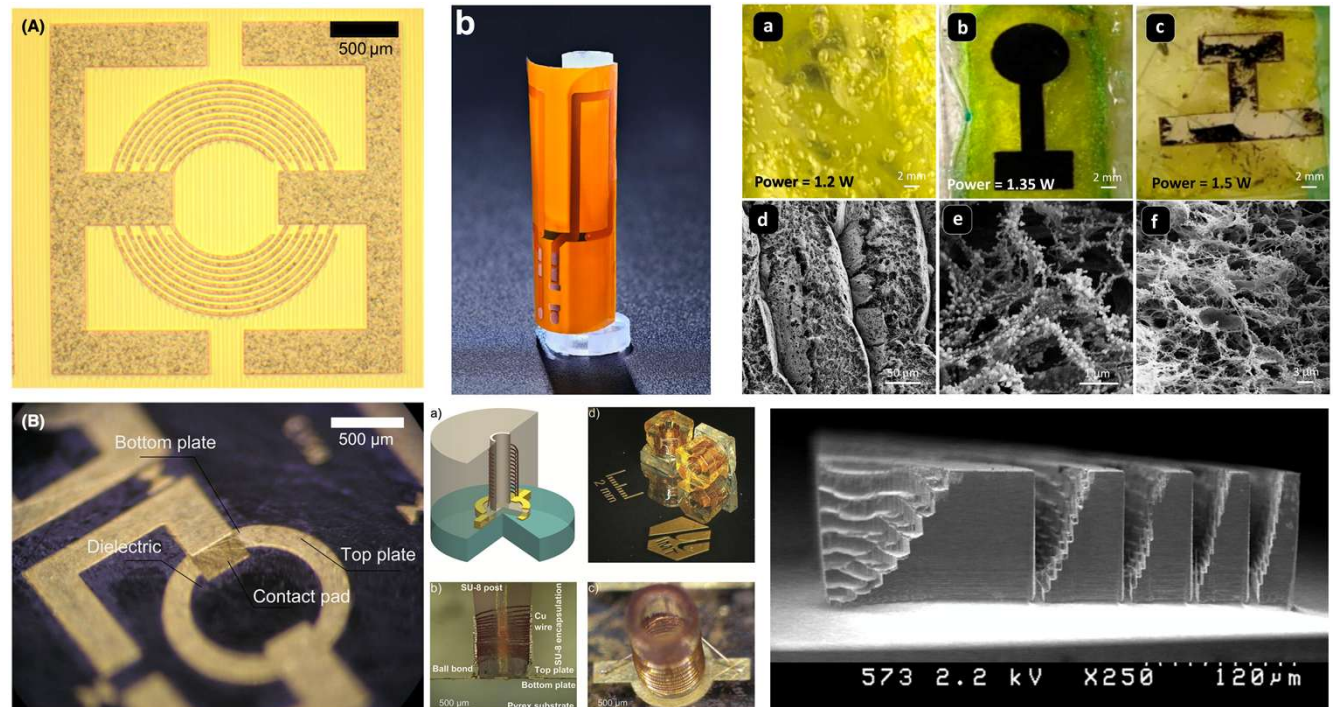 (A)
500 µm
b
a
Power = 1.2 W
2 mm
b
Power = 1.35 W
2 mm
c
Power = 1.5 W
2 mm
d
50 µm
e
1 µm
f
3 µm
(B)
500 µm
Bottom plate
Dielectric
Top plate
Contact pad
a)
d)
2 mm
b)
SU-8 post
Cu
wire
SU-8 encapsulation
Ball bond
Top plate
Bottom plate
500 µm
Pyrex substrate
c)
500 µm
573 2.2 kV X250 120µm